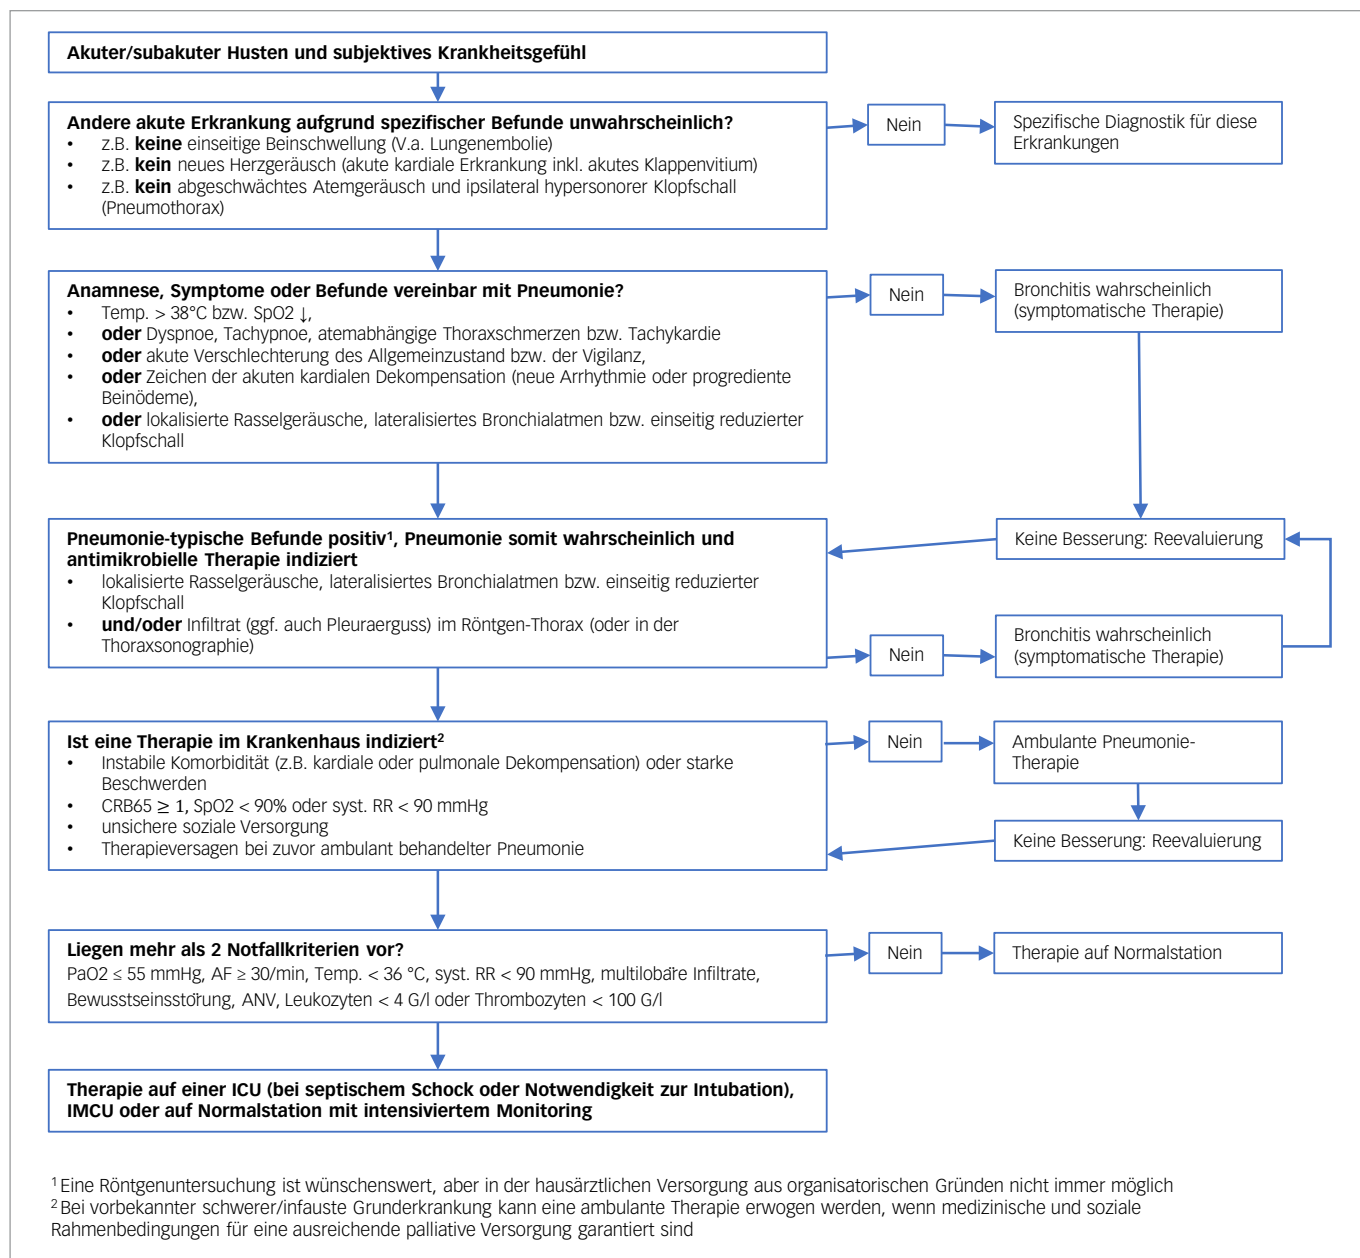 Akuter/subakuter Husten und subjektives Krankheitsgefühl
Andere akute Erkrankung aufgrund spezifischer Befunde unwahrscheinlich?
• z.B. keine einseitige Beinschwellung (V.a. Lungenembolie)
• z.B. kein neues Herzgeräusch (akute kardiale Erkrankung inkl. akutes Klappenvitium)
• z.B. kein abgeschwächtes Atemgeräusch und ipsilateral hypersonorer Klopfschall
(Pneumothorax)
Nein
Spezifische Diagnostik für diese
Erkrankungen
Anamnese, Symptome oder Befunde vereinbar mit Pneumonie?
• Temp. > 38°C bzw. SpO2 ↓,
• oder Dyspnoe, Tachypnoe, atemabhängige Thoraxschmerzen bzw. Tachykardie
• oder akute Verschlechterung des Allgemeinzustand bzw. der Vigilanz,
• oder Zeichen der akuten kardialen Dekompensation (neue Arrhythmie oder progrediente
Beinödeme),
• oder lokalisierte Rasselgeräusche, lateralisiertes Bronchialatmen bzw. einseitig reduzierter
Klopfschall
Nein
Bronchitis wahrscheinlich
(symptomatische Therapie)
Pneumonie-typische Befunde positiv¹, Pneumonie somit wahrscheinlich und
antimikrobielle Therapie indiziert
• lokalisierte Rasselgeräusche, lateralisiertes Bronchialatmen bzw. einseitig reduzierter
Klopfschall
• und/oder Infiltrat (ggf. auch Pleuraerguss) im Röntgen-Thorax (oder in der
Thoraxsonographie)
Keine Besserung: Reevaluierung
Nein
Bronchitis wahrscheinlich
(symptomatische Therapie)
Ist eine Therapie im Krankenhaus indiziert²
• Instabile Komorbidität (z.B. kardiale oder pulmonale Dekompensation) oder starke
Beschwerden
• CRB65 ≥ 1, SpO2 < 90% oder syst. RR < 90 mmHg
• unsichere soziale Versorgung
• Therapieversagen bei zuvor ambulant behandelter Pneumonie
Nein
Ambulante Pneumonie-
Therapie
Keine Besserung: Reevaluierung
Liegen mehr als 2 Notfallkriterien vor?
PaO2 ≤ 55 mmHg, AF ≥ 30/min, Temp. < 36 °C, syst. RR < 90 mmHg, multilobäre Infiltrate,
Bewusstseinsstörung, ANV, Leukozyten < 4 G/l oder Thrombozyten < 100 G/l
Nein
Therapie auf Normalstation
Therapie auf einer ICU (bei septischem Schock oder Notwendigkeit zur Intubation),
IMCU oder auf Normalstation mit intensiviertem Monitoring
¹ Eine Röntgenuntersuchung ist wünschenswert, aber in der hausärztlichen Versorgung aus organisatorischen Gründen nicht immer möglich
² Bei vorbekannter schwerer/infauste Grunderkrankung kann eine ambulante Therapie erwogen werden, wenn medizinische und soziale
Rahmenbedingungen für eine ausreichende palliative Versorgung garantiert sind